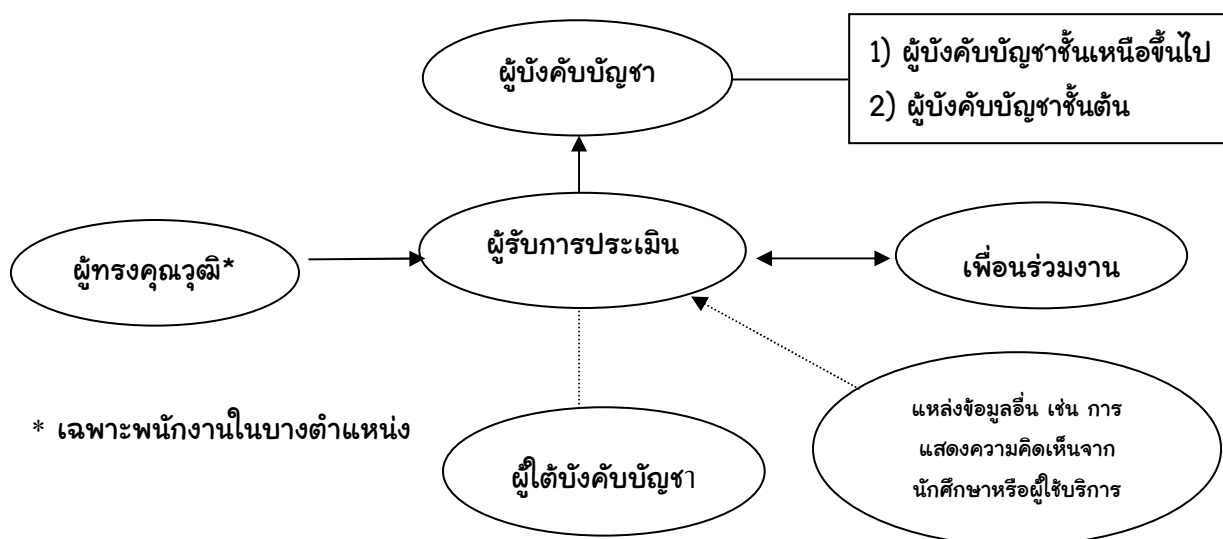 ผู้บังคับบัญชา
1) ผู้บังคับบัญชาชั้นเหนือขึ้นไป
2) ผู้บังคับบัญชาชั้นต้น
ผู้รับการประเมิน
ผู้ทรงคุณวุฒิ*
เพื่อนร่วมงาน
* เฉพาะพนักงานในบางตำแหน่ง
ผู้ใต้บังคับบัญชา
แหล่งข้อมูลอื่น เช่น การ
แสดงความคิดเห็นจาก
นักศึกษาหรือผู้ใช้บริการ